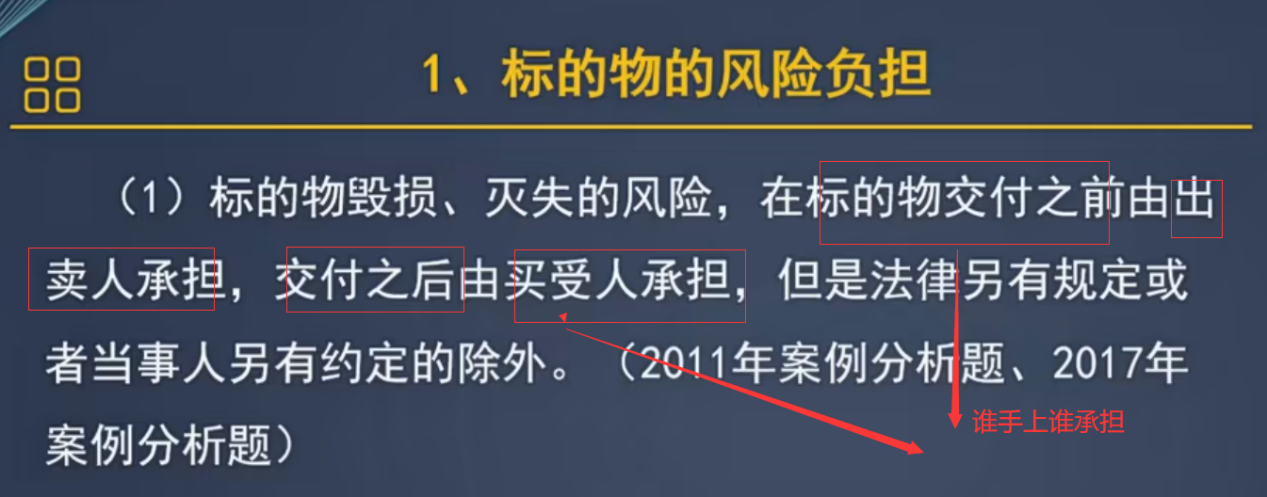 1、标的物的风险负担
（1）标的物毁损、灭失的风险，在标的物交付之前由出
卖人承担，交付之后由买受人承担，但是法律另有规定或
者当事人另有约定的除外。（2011年案例分析题、2017年
谁手上谁承担
案例分析题）